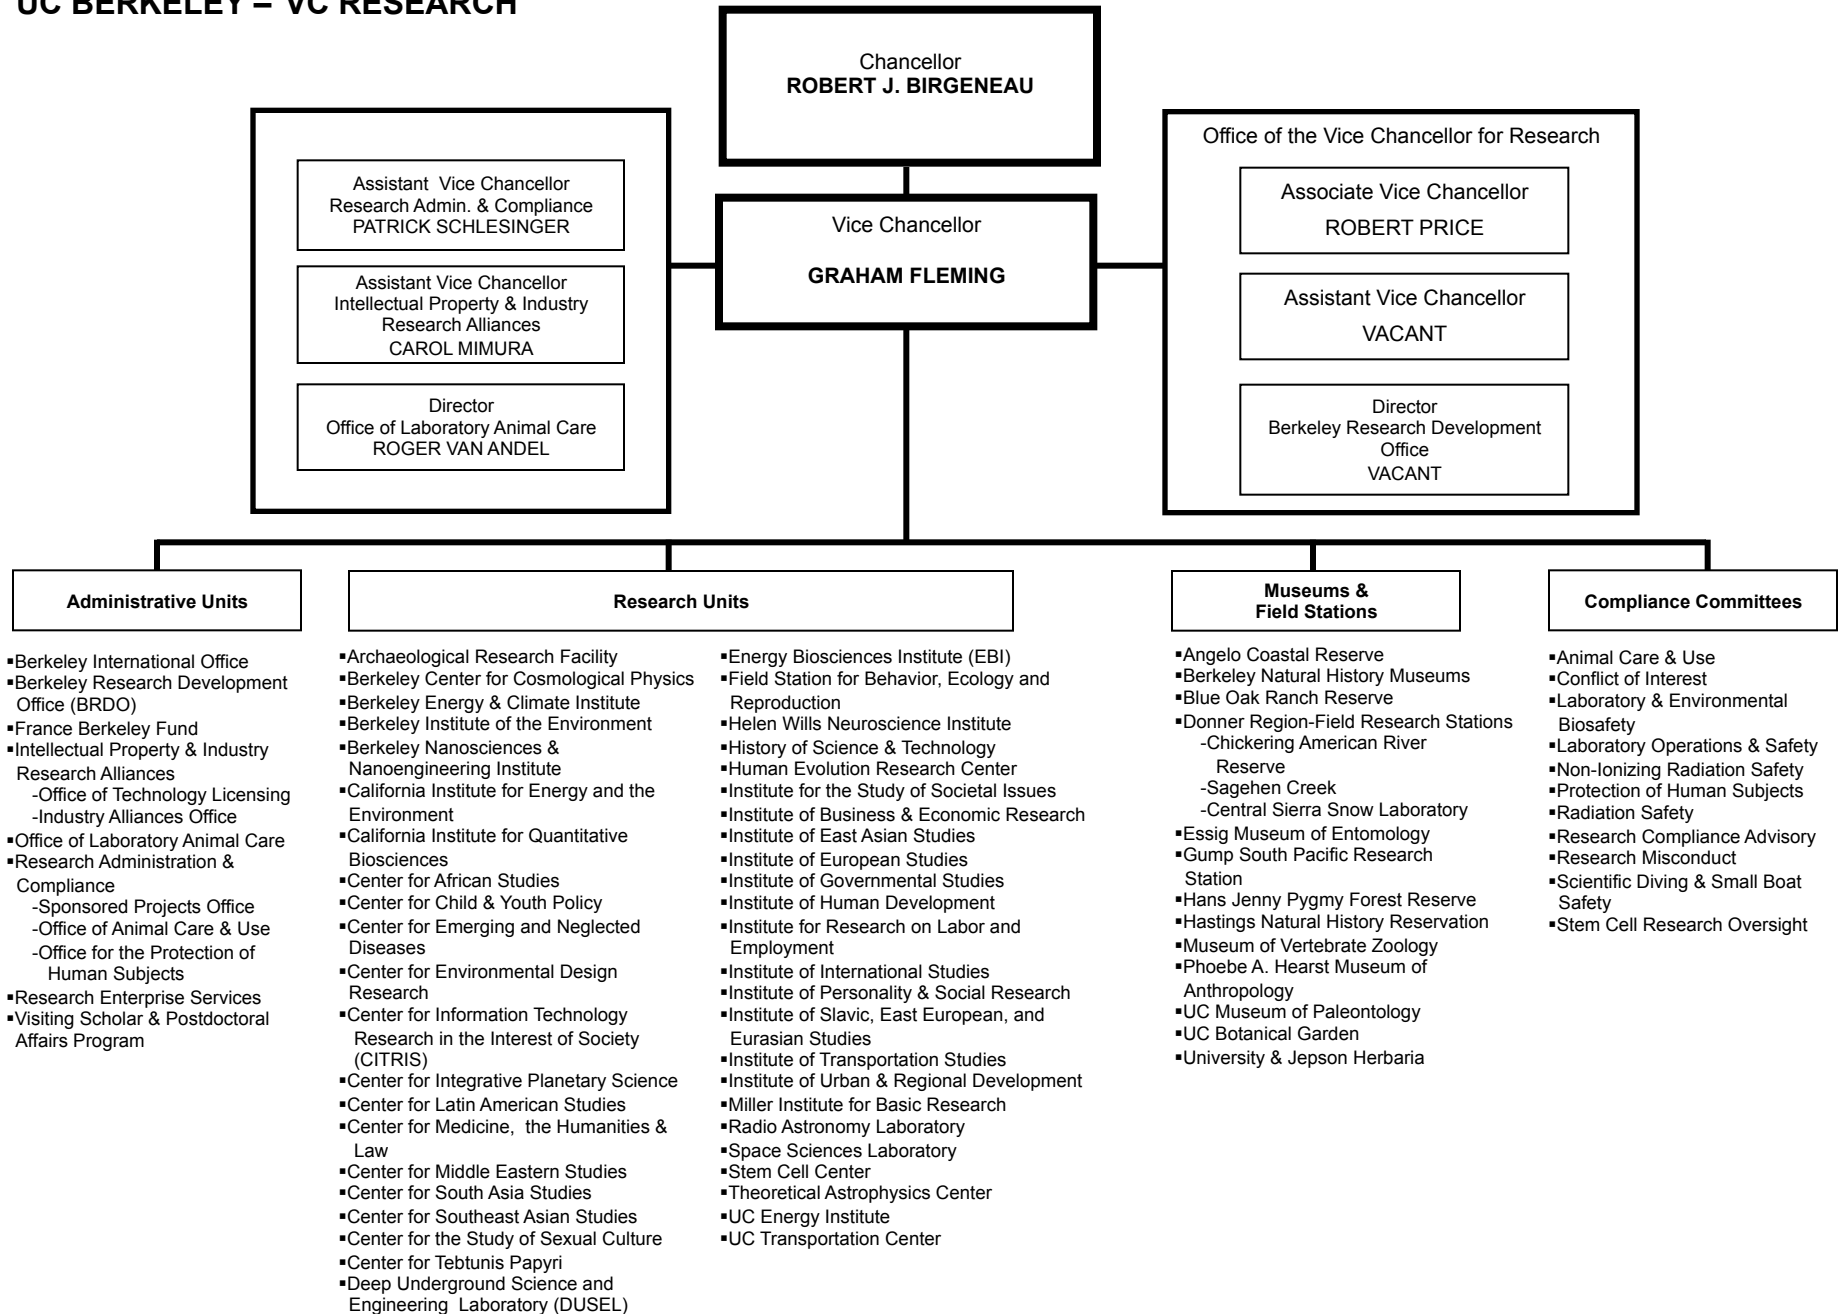 UC BERKELEY – VC RESEARCH
Chancellor
ROBERT J. BIRGENEAU
Assistant Vice Chancellor
Research Admin. & Compliance
PATRICK SCHLESINGER
Assistant Vice Chancellor
Intellectual Property & Industry
Research Alliances
CAROL MIMURA
Director
Office of Laboratory Animal Care
ROGER VAN ANDEL
Vice Chancellor
GRAHAM FLEMING
Office of the Vice Chancellor for Research
Associate Vice Chancellor
ROBERT PRICE
Assistant Vice Chancellor
VACANT
Director
Berkeley Research Development
Office
VACANT
Administrative Units
▪Berkeley International Office
▪Berkeley Research Development
Office (BRDO)
▪France Berkeley Fund
▪Intellectual Property & Industry
Research Alliances
-Office of Technology Licensing
-Industry Alliances Office
▪Office of Laboratory Animal Care
▪Research Administration &
Compliance
-Sponsored Projects Office
-Office of Animal Care & Use
-Office for the Protection of
Human Subjects
▪Research Enterprise Services
▪Visiting Scholar & Postdoctoral
Affairs Program
Research Units
▪Archaeological Research Facility
▪Berkeley Center for Cosmological Physics
▪Berkeley Energy & Climate Institute
▪Berkeley Institute of the Environment
▪Berkeley Nanosciences &
Nanoengineering Institute
▪California Institute for Energy and the
Environment
▪California Institute for Quantitative
Biosciences
▪Center for African Studies
▪Center for Child & Youth Policy
▪Center for Emerging and Neglected
Diseases
▪Center for Environmental Design
Research
▪Center for Information Technology
Research in the Interest of Society
(CITRIS)
▪Center for Integrative Planetary Science
▪Center for Latin American Studies
▪Center for Medicine, the Humanities &
Law
▪Center for Middle Eastern Studies
▪Center for South Asia Studies
▪Center for Southeast Asian Studies
▪Center for the Study of Sexual Culture
▪Center for Tebtunis Papyri
▪Deep Underground Science and
Engineering Laboratory (DUSEL)
▪Energy Biosciences Institute (EBI)
▪Field Station for Behavior, Ecology and
Reproduction
▪Helen Wills Neuroscience Institute
▪History of Science & Technology
▪Human Evolution Research Center
▪Institute for the Study of Societal Issues
▪Institute of Business & Economic Research
▪Institute of East Asian Studies
▪Institute of European Studies
▪Institute of Governmental Studies
▪Institute of Human Development
▪Institute for Research on Labor and
Employment
▪Institute of International Studies
▪Institute of Personality & Social Research
▪Institute of Slavic, East European, and
Eurasian Studies
▪Institute of Transportation Studies
▪Institute of Urban & Regional Development
▪Miller Institute for Basic Research
▪Radio Astronomy Laboratory
▪Space Sciences Laboratory
▪Stem Cell Center
▪Theoretical Astrophysics Center
▪UC Energy Institute
▪UC Transportation Center
Museums &
Field Stations
▪Angelo Coastal Reserve
▪Berkeley Natural History Museums
▪Blue Oak Ranch Reserve
▪Donner Region-Field Research Stations
-Chickering American River
Reserve
-Sagehen Creek
-Central Sierra Snow Laboratory
▪Essig Museum of Entomology
▪Gump South Pacific Research
Station
▪Hans Jenny Pygmy Forest Reserve
▪Hastings Natural History Reservation
▪Museum of Vertebrate Zoology
▪Phoebe A. Hearst Museum of
Anthropology
▪UC Museum of Paleontology
▪UC Botanical Garden
▪University & Jepson Herbaria
Compliance Committees
▪Animal Care & Use
▪Conflict of Interest
▪Laboratory & Environmental
Biosafety
▪Laboratory Operations & Safety
▪Non-Ionizing Radiation Safety
▪Protection of Human Subjects
▪Radiation Safety
▪Research Compliance Advisory
▪Research Misconduct
▪Scientific Diving & Small Boat
Safety
▪Stem Cell Research Oversight